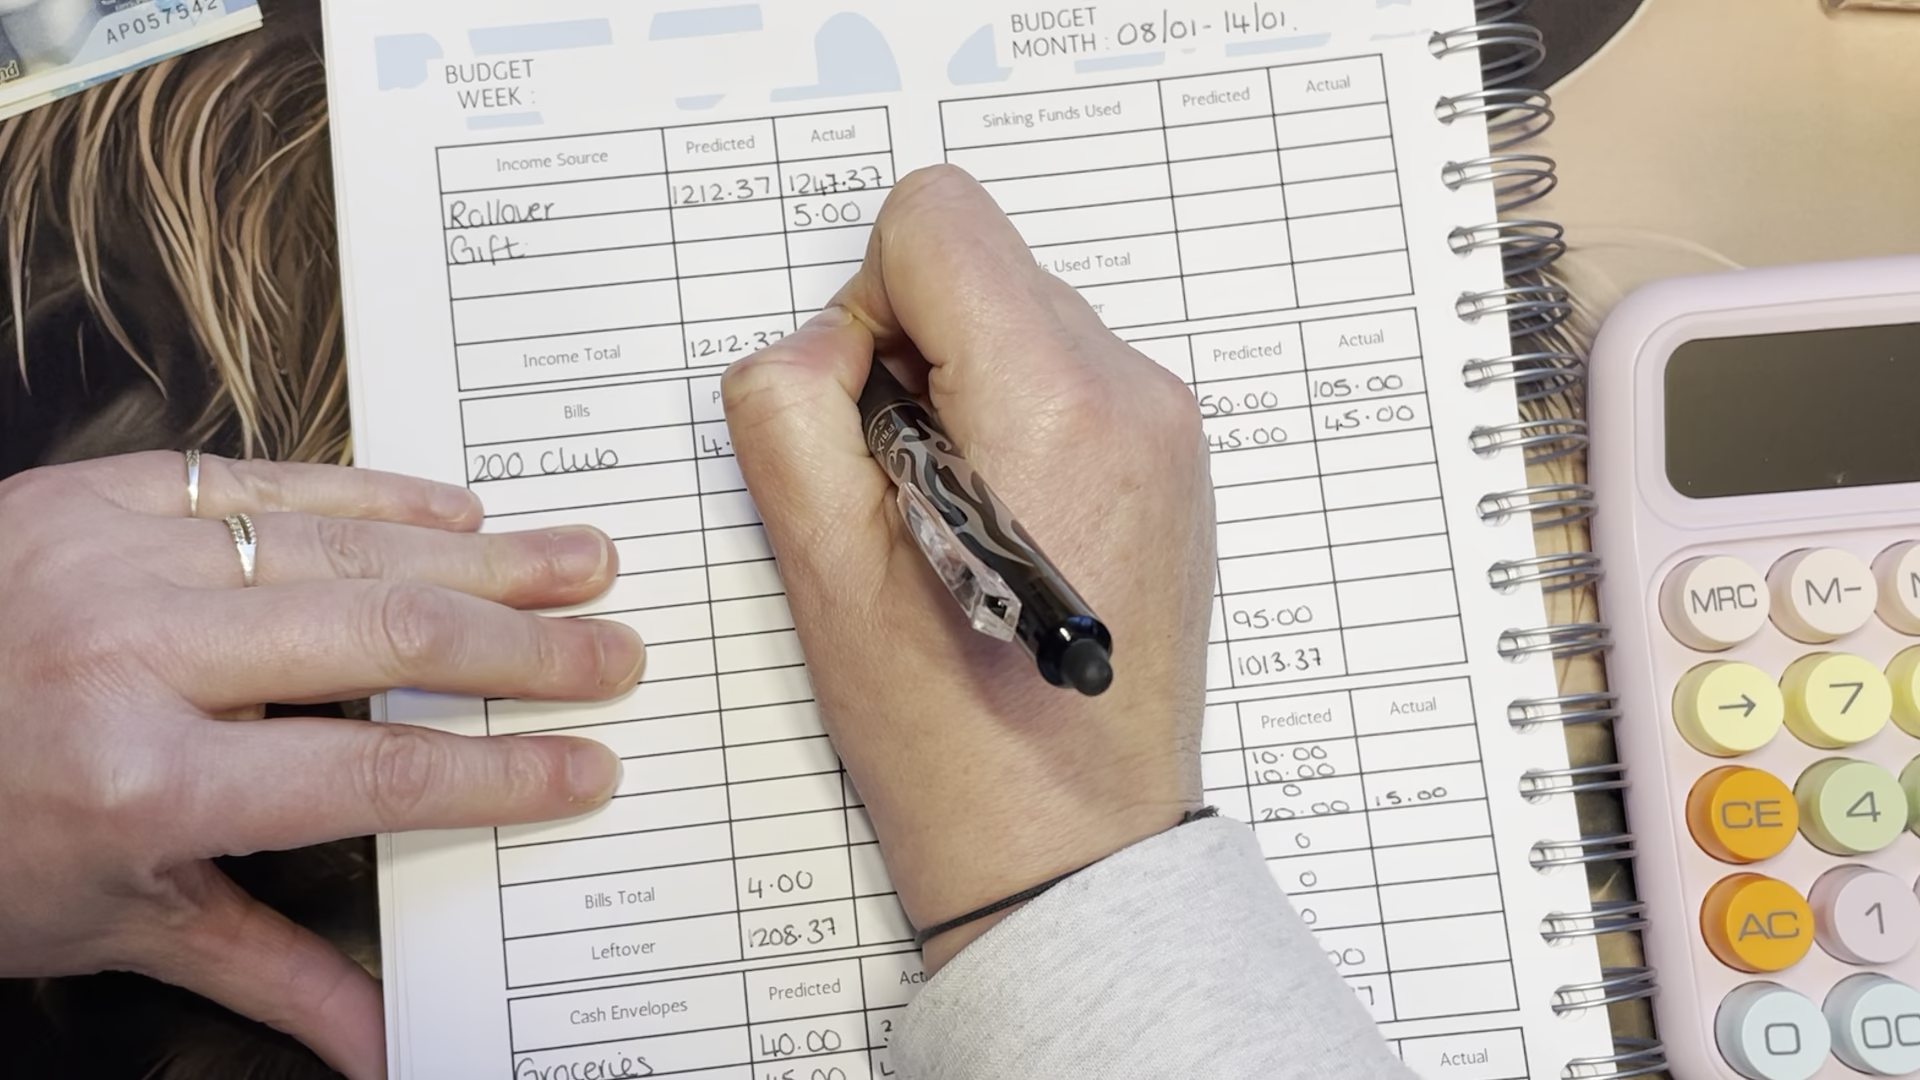 AP057542
BUDGET
WEEK :
Income Source Predicted Actual
Rollover 1212.37 1247.37
Gift 5.00
Income Total 1212.37
Bills
200 Club 4.
Bills Total 4.00
Leftover 1208.37
Cash Envelopes Predicted
Groceries 40.00
45.00
BUDGET
MONTH : 08/01 - 14/01.
Sinking Funds Used Predicted Actual
Used Total
Predicted Actual
50.00 105.00
45.00 45.00
95.00
1013.37
Predicted Actual
10.00
10.00
0
20.00 15.00
0
0
0
Actual
MRC M-
→ 7
CE 4
AC 1
0 00